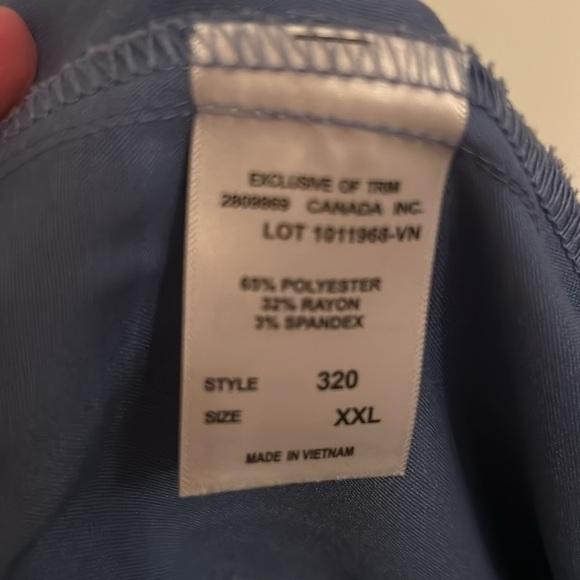 EXCLUSIVE OF TRIM
2809869 CANADA INC.
LOT 1011968-VN
65% POLYESTER
32% RAYON
3% SPANDEX
STYLE 320
SIZE XXL
MADE IN VIETNAM